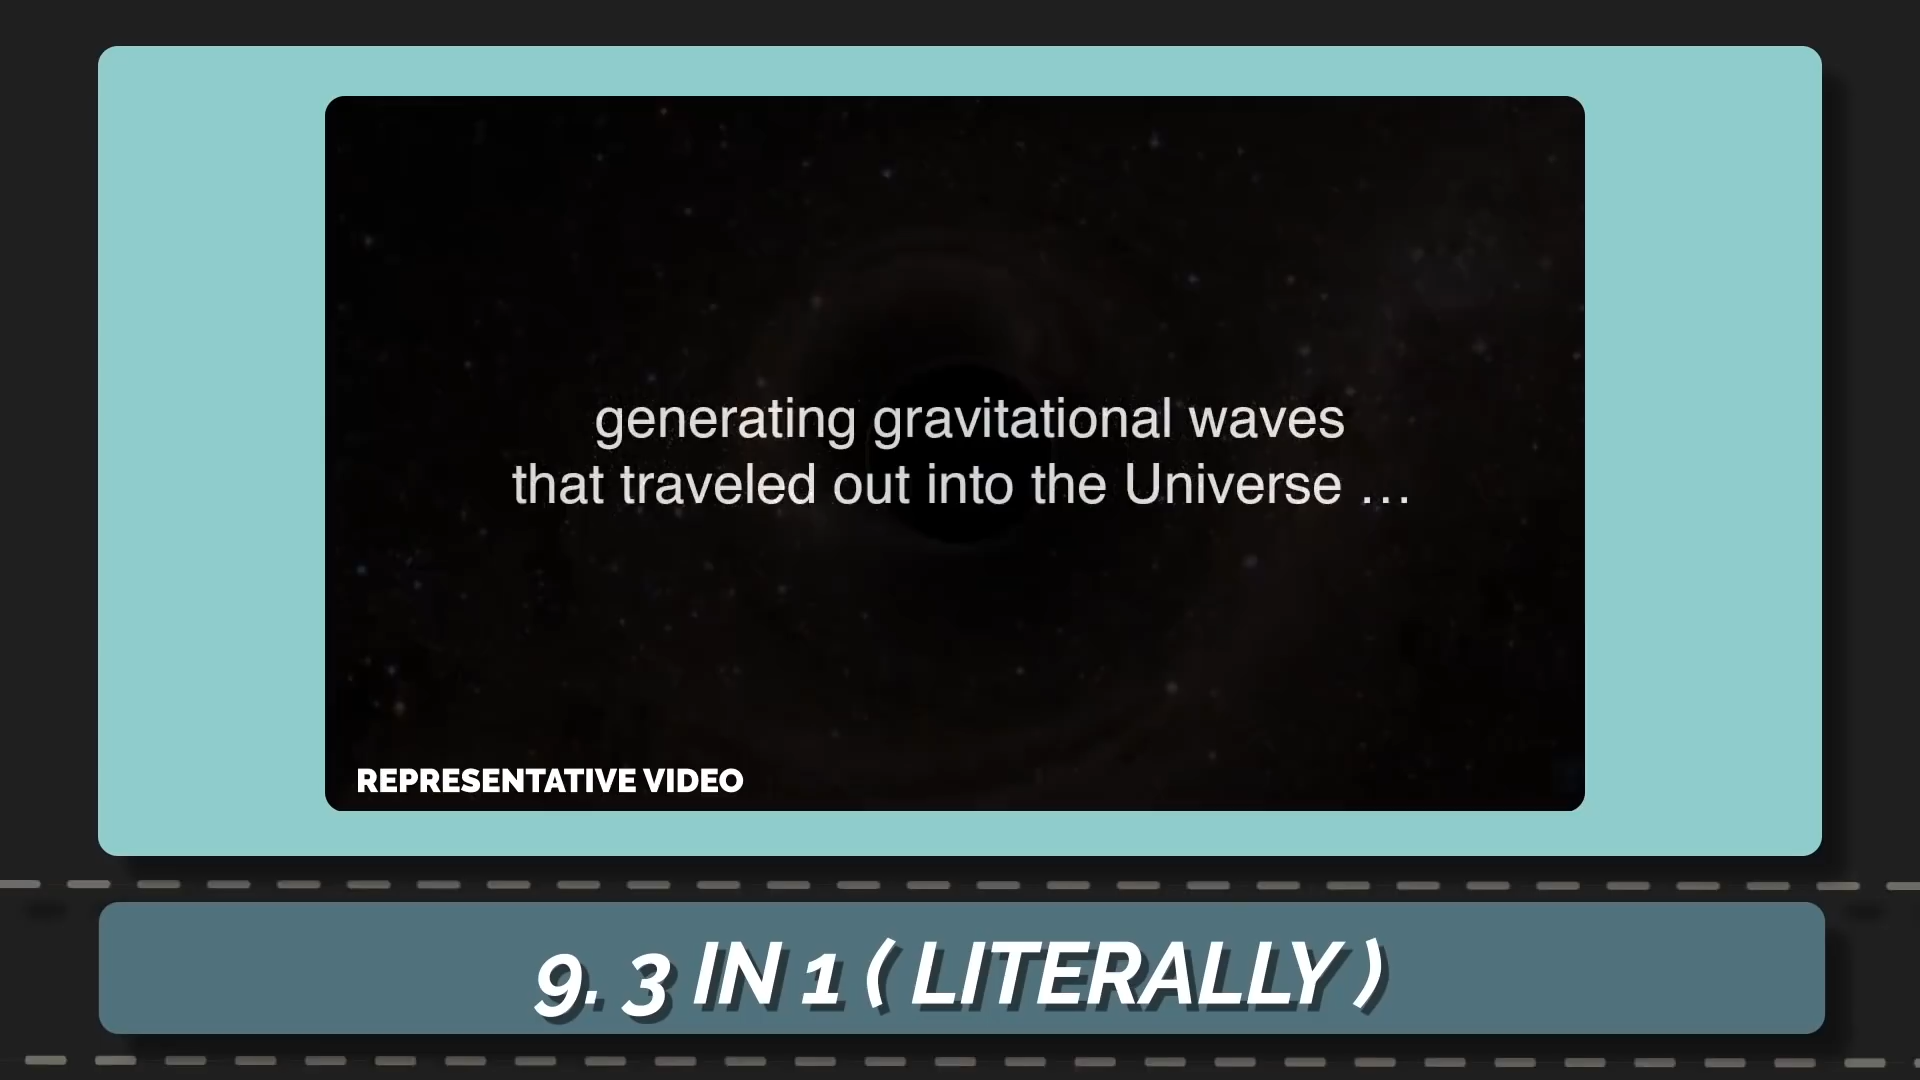 generating gravitational waves
that traveled out into the Universe ...
REPRESENTATIVE VIDEO
9. 3 IN 1 ( LITERALLY )